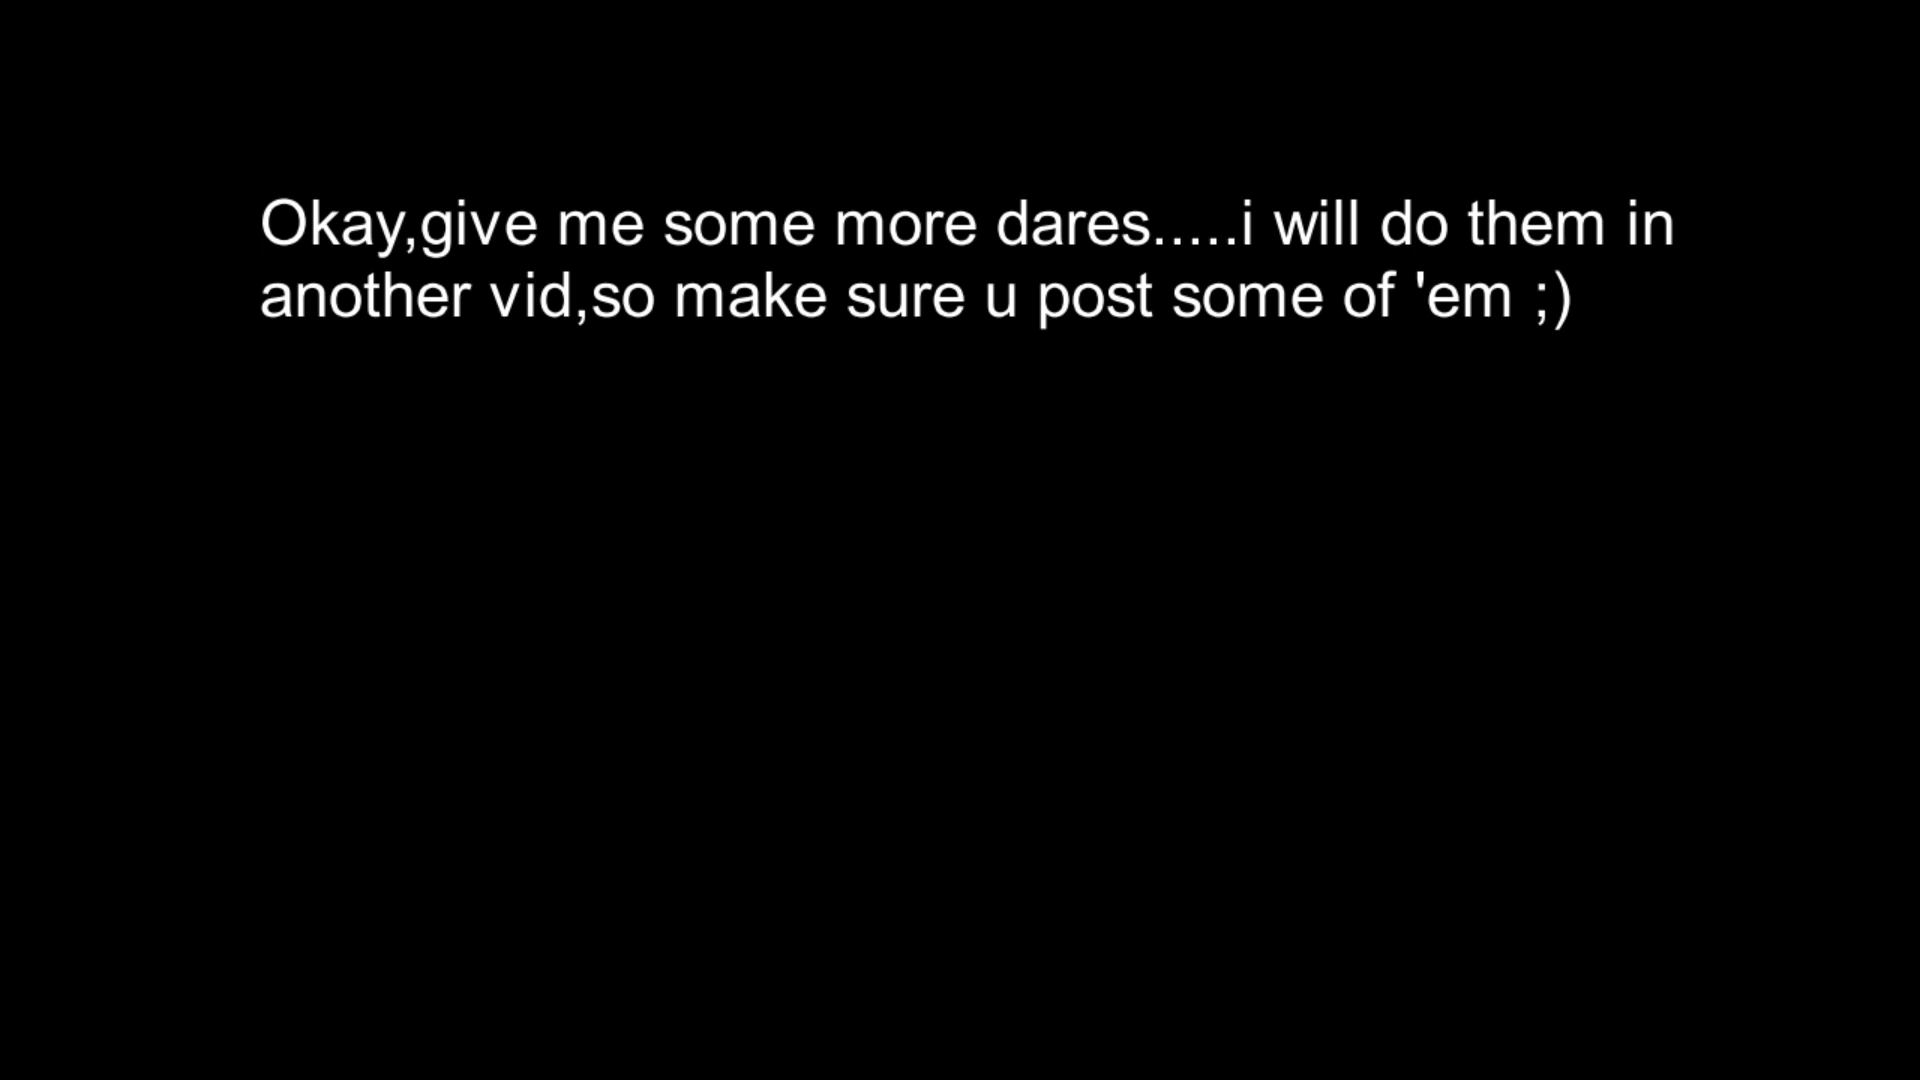 Okay,give me some more dares.....i will do them in
another vid,so make sure u post some of 'em ;)